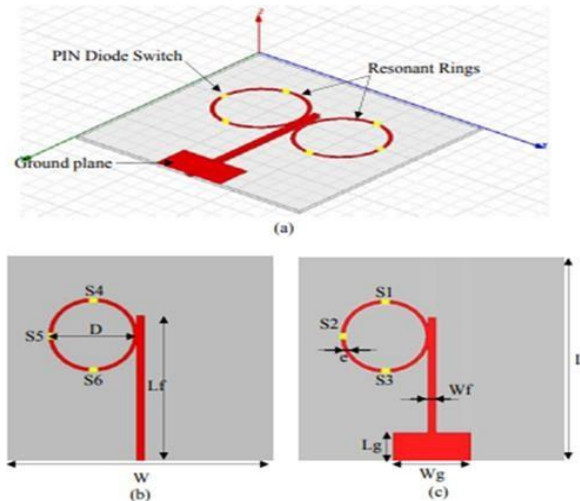 z
PIN Diode Switch
Resonant Rings
Ground plane
(a)
S4
S5
D
S6
Lf
W
(b)
S1
S2
e
S3
Wf
L
Lg
Wg
(c)